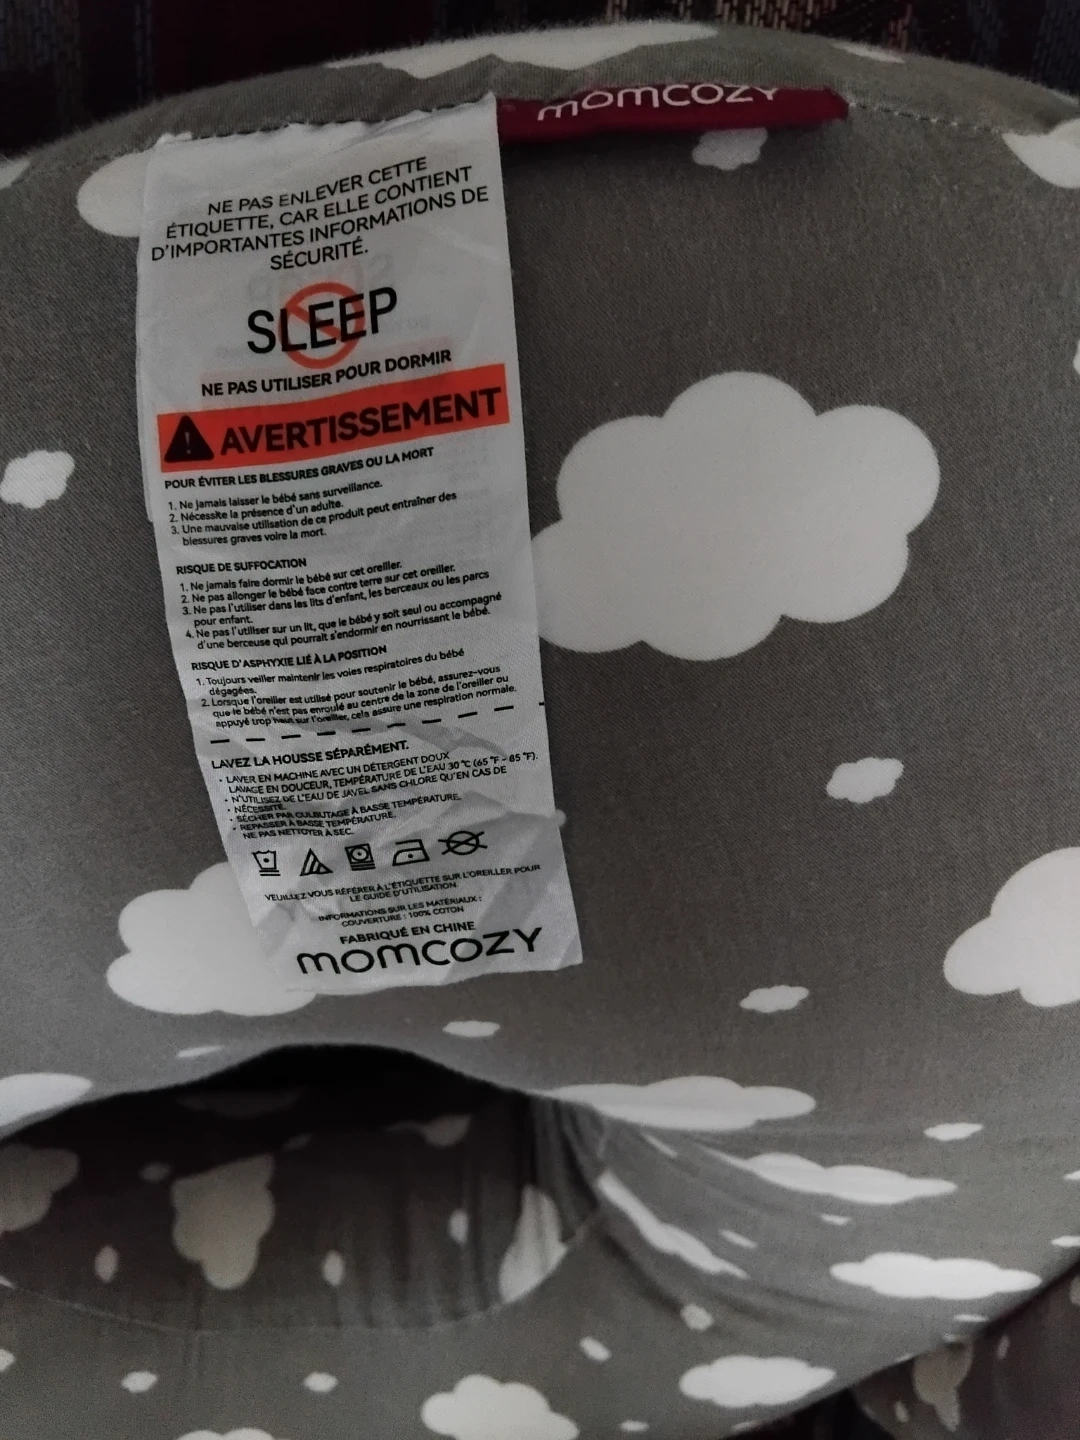 momcozy
NE PAS ENLEVER CETTE
ÉTIQUETTE, CAR ELLE CONTIENT
D'IMPORTANTES INFORMATIONS DE
SÉCURITÉ.
SLEEP
NE PAS UTILISER POUR DORMIR
AVERTISSEMENT
POUR ÉVITER LES BLESSURES GRAVES OU LA MORT
1. Ne jamais laisser le bébé sans surveillance.
2. Nécessite la présence d'un adulte.
3. Une mauvaise utilisation de ce produit peut entraîner des
blessures graves voire la mort.
RISQUE DE SUFFOCATION
1. Ne jamais faire dormir le bébé sur cet oreiller.
2. Ne pas allonger le bébé face contre terre sur cet oreiller.
3. Ne pas l'utiliser dans les lits d'enfant, les berceaux ou les parcs
pour enfant.
4. Ne pas l'utiliser sur un lit, que le bébé y soit seul ou accompagné
d'une berceuse qui pourrait s'endormir en nourrissant le bébé.
RISQUE D'ASPHYXIE LIÉ À LA POSITION
1. Toujours veiller maintenir les voies respiratoires du bébé
dégagées.
2. Lorsque l'oreiller est utilisé pour soutenir le bébé, assurez-vous
que le bébé n'est pas enroulé au centre de la zone de l'oreiller ou
appuyé trop haut sur l'oreiller, cela assure une respiration normale.
LAVEZ LA HOUSSE SÉPARÉMENT.
• LAVER EN MACHINE AVEC UN DÉTERGENT DOUX
LAVAGE EN DOUCEUR, TEMPÉRATURE DE L'EAU 30 °C (65 °F - 85 °F).
• N'UTILISEZ DE L'EAU DE JAVEL SANS CHLORE QU'EN CAS DE
• NÉCESSITÉ.
• SÉCHER PAR CULBUTAGE À BASSE TEMPÉRATURE.
• REPASSER À BASSE TEMPÉRATURE.
NE PAS NETTOYER À SEC.
VEUILLEZ VOUS RÉFÉRER À L'ÉTIQUETTE SUR L'OREILLER POUR
LE GUIDE D'UTILISATION
INFORMATIONS SUR LES MATÉRIAUX :
COUVERTURE : 100% COTON
FABRIQUÉ EN CHINE
momcozy